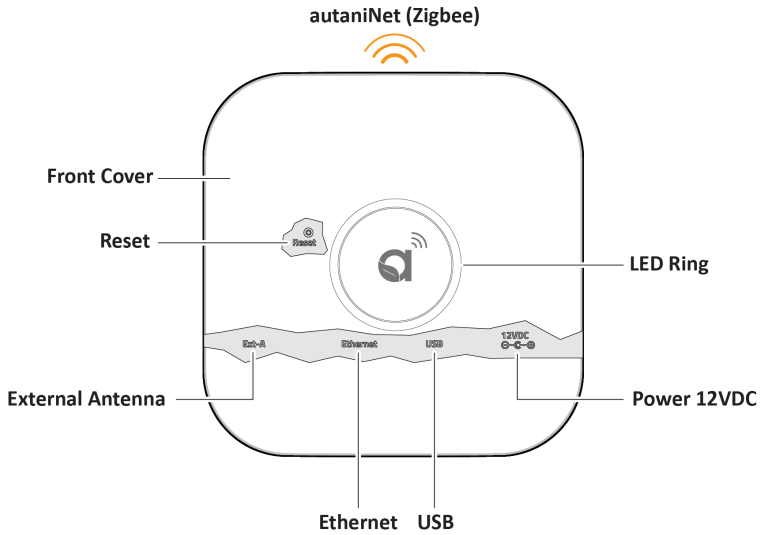 autaniNet (Zigbee)
Front Cover
Reset
Reset
LED Ring
12VDC
Ext-A
Ethernet
USB
External Antenna
Power 12VDC
Ethernet
USB